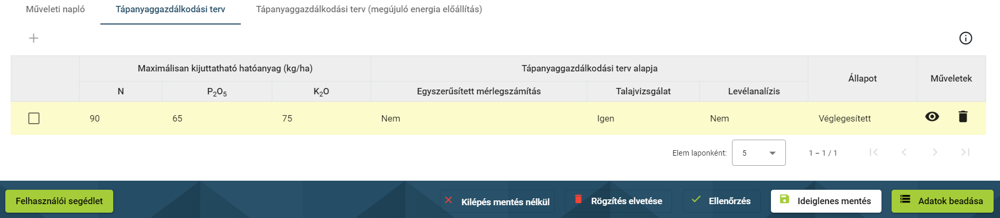 Műveleti napló Tápanyaggazdálkodási terv Tápanyaggazdálkodási terv (megújuló energia előállítás)
Maximálisan kijuttatható hatóanyag (kg/ha) Tápanyaggazdálkodási terv alapja Állapot Műveletek
N P₂O₅ K₂O Egyszerűsített mérlegszámítás Talajvizsgálat Levélanalízis
90 65 75 Nem Igen Nem Véglegesített
Elem laponként: 5 1 – 1 / 1
Felhasználói segédlet Kilépés mentés nélkül Rögzítés elvetése Ellenőrzés Ideiglenes mentés Adatok beadása